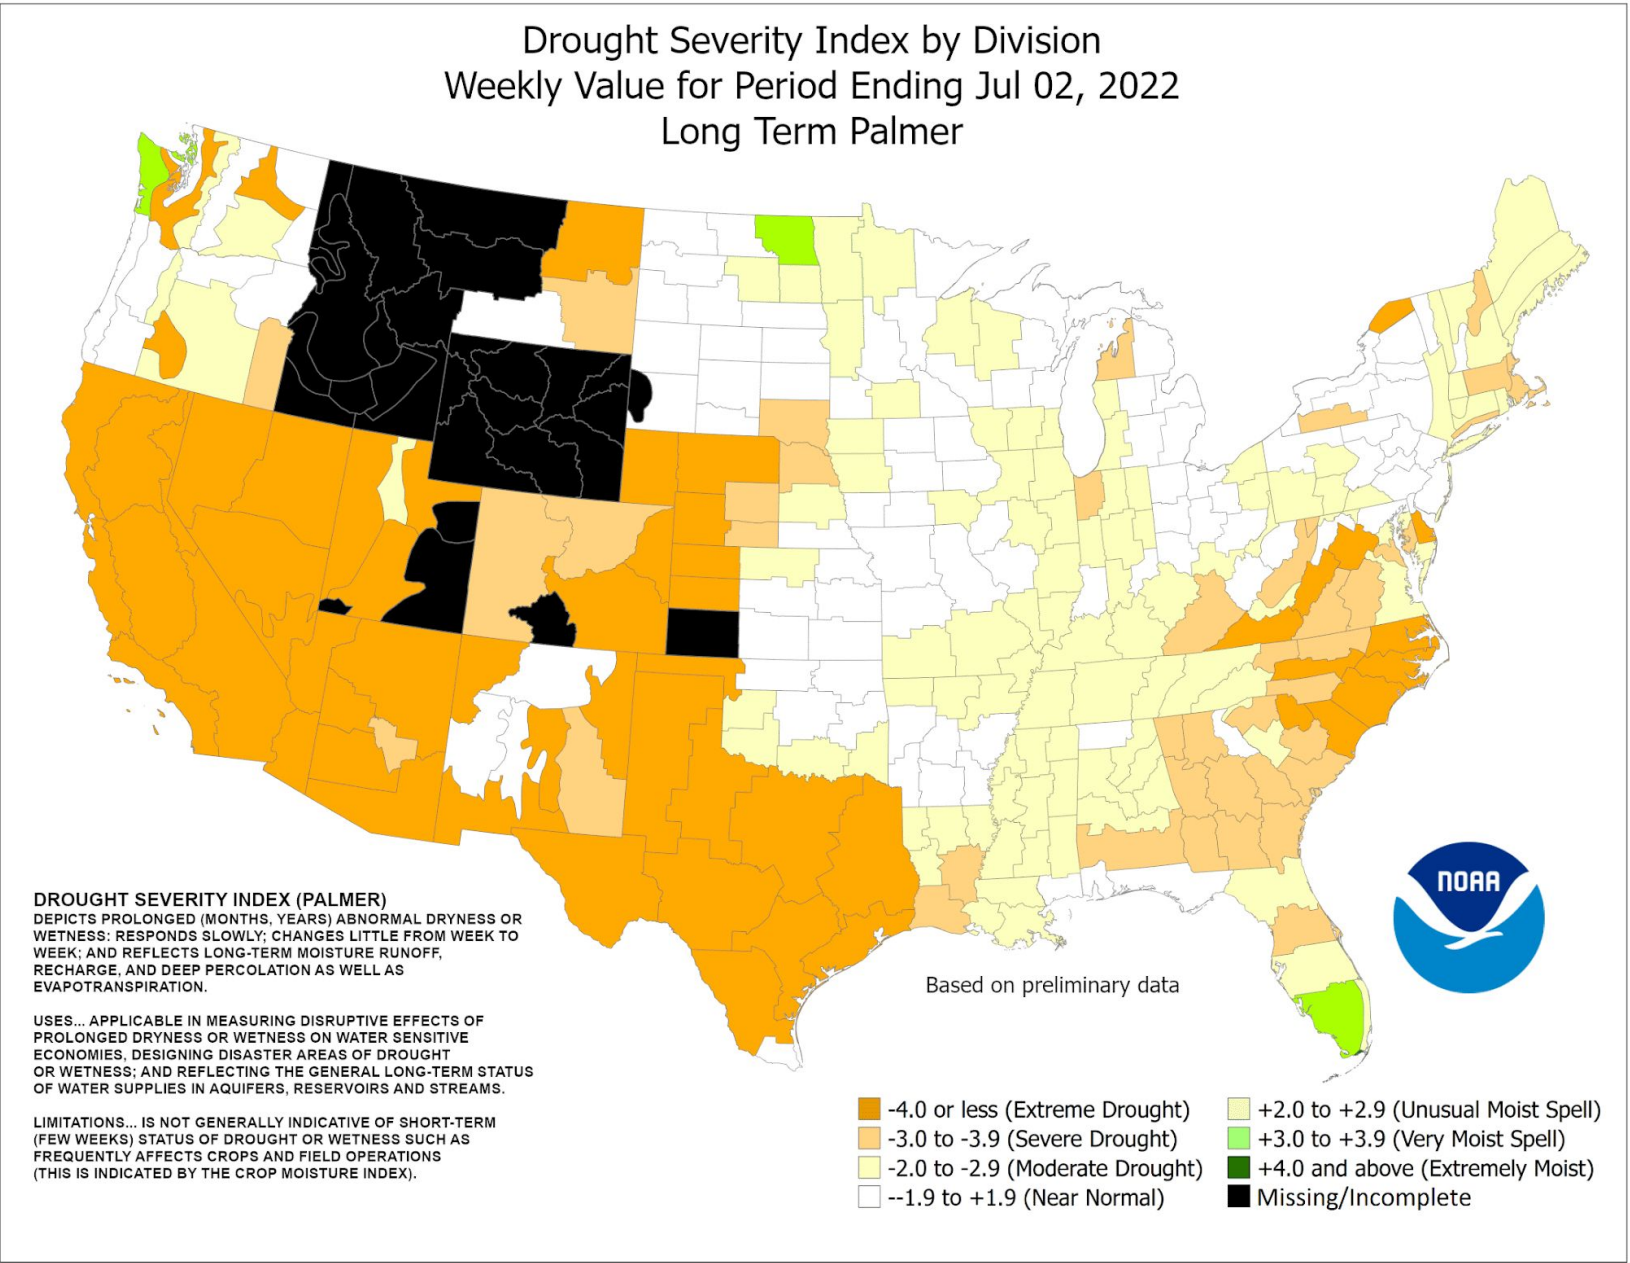 Drought Severity Index by Division
Weekly Value for Period Ending Jul 02, 2022
Long Term Palmer
DROUGHT SEVERITY INDEX (PALMER)
DEPICTS PROLONGED (MONTHS, YEARS) ABNORMAL DRYNESS OR
WETNESS: RESPONDS SLOWLY; CHANGES LITTLE FROM WEEK TO
WEEK; AND REFLECTS LONG-TERM MOISTURE RUNOFF,
RECHARGE, AND DEEP PERCOLATION AS WELL AS
EVAPOTRANSPIRATION.
USES... APPLICABLE IN MEASURING DISRUPTIVE EFFECTS OF
PROLONGED DRYNESS OR WETNESS ON WATER SENSITIVE
ECONOMIES, DESIGNING DISASTER AREAS OF DROUGHT
OR WETNESS; AND REFLECTING THE GENERAL LONG-TERM STATUS
OF WATER SUPPLIES IN AQUIFERS, RESERVOIRS AND STREAMS.
LIMITATIONS... IS NOT GENERALLY INDICATIVE OF SHORT-TERM
(FEW WEEKS) STATUS OF DROUGHT OR WETNESS SUCH AS
FREQUENTLY AFFECTS CROPS AND FIELD OPERATIONS
(THIS IS INDICATED BY THE CROP MOISTURE INDEX).
NOAA
Based on preliminary data
-4.0 or less (Extreme Drought)
-3.0 to -3.9 (Severe Drought)
-2.0 to -2.9 (Moderate Drought)
--1.9 to +1.9 (Near Normal)
+2.0 to +2.9 (Unusual Moist Spell)
+3.0 to +3.9 (Very Moist Spell)
+4.0 and above (Extremely Moist)
Missing/Incomplete